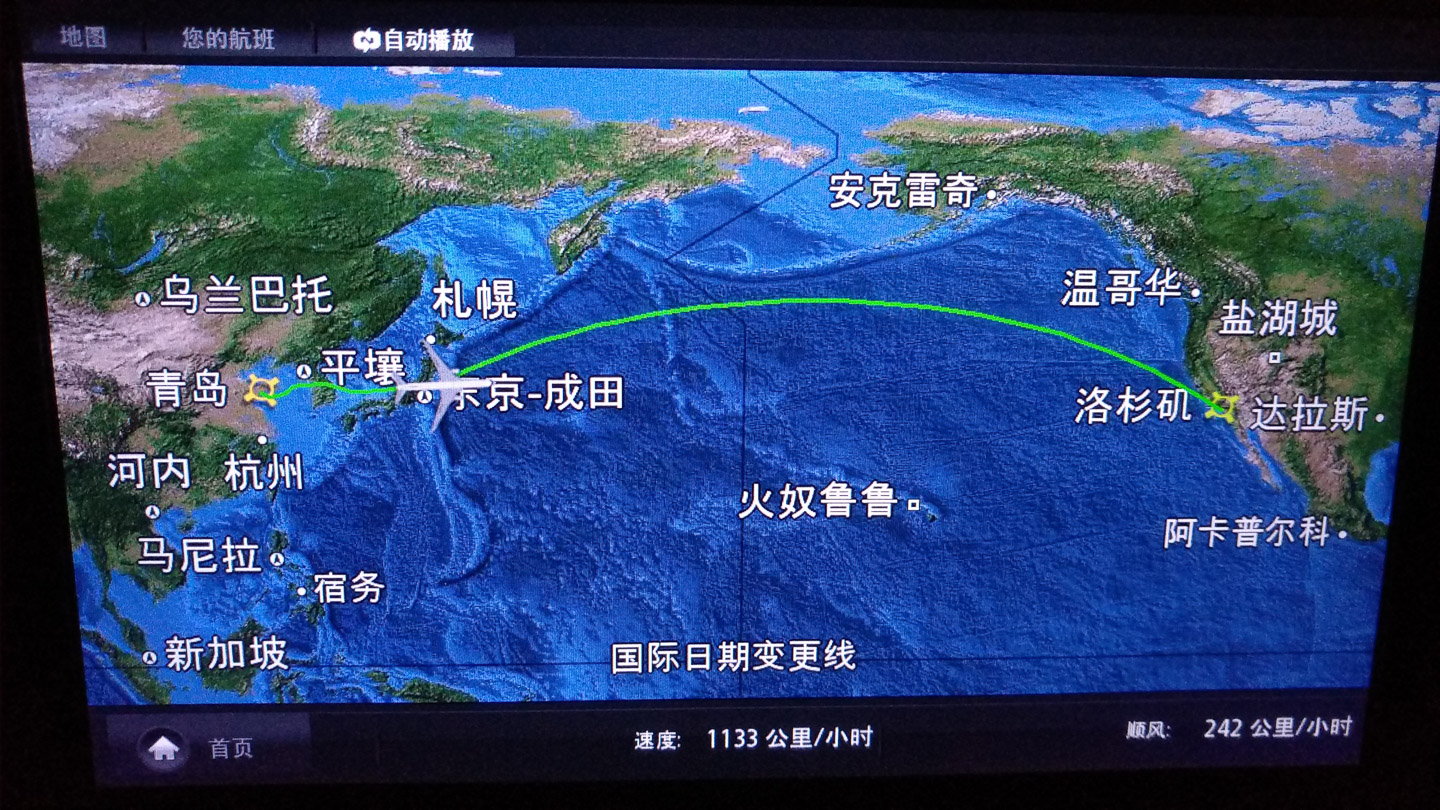 地图
您的航班
自动播放
安克雷奇
温哥华
乌兰巴托
札幌
盐湖城
平壤
青岛
京-成田
洛杉矶
达拉斯
河内
杭州
火奴鲁鲁
阿卡普尔科
马尼拉
宿务
新加坡
国际日期变更线
首页
速度: 1133 公里/小时
顺风: 242 公里/小时